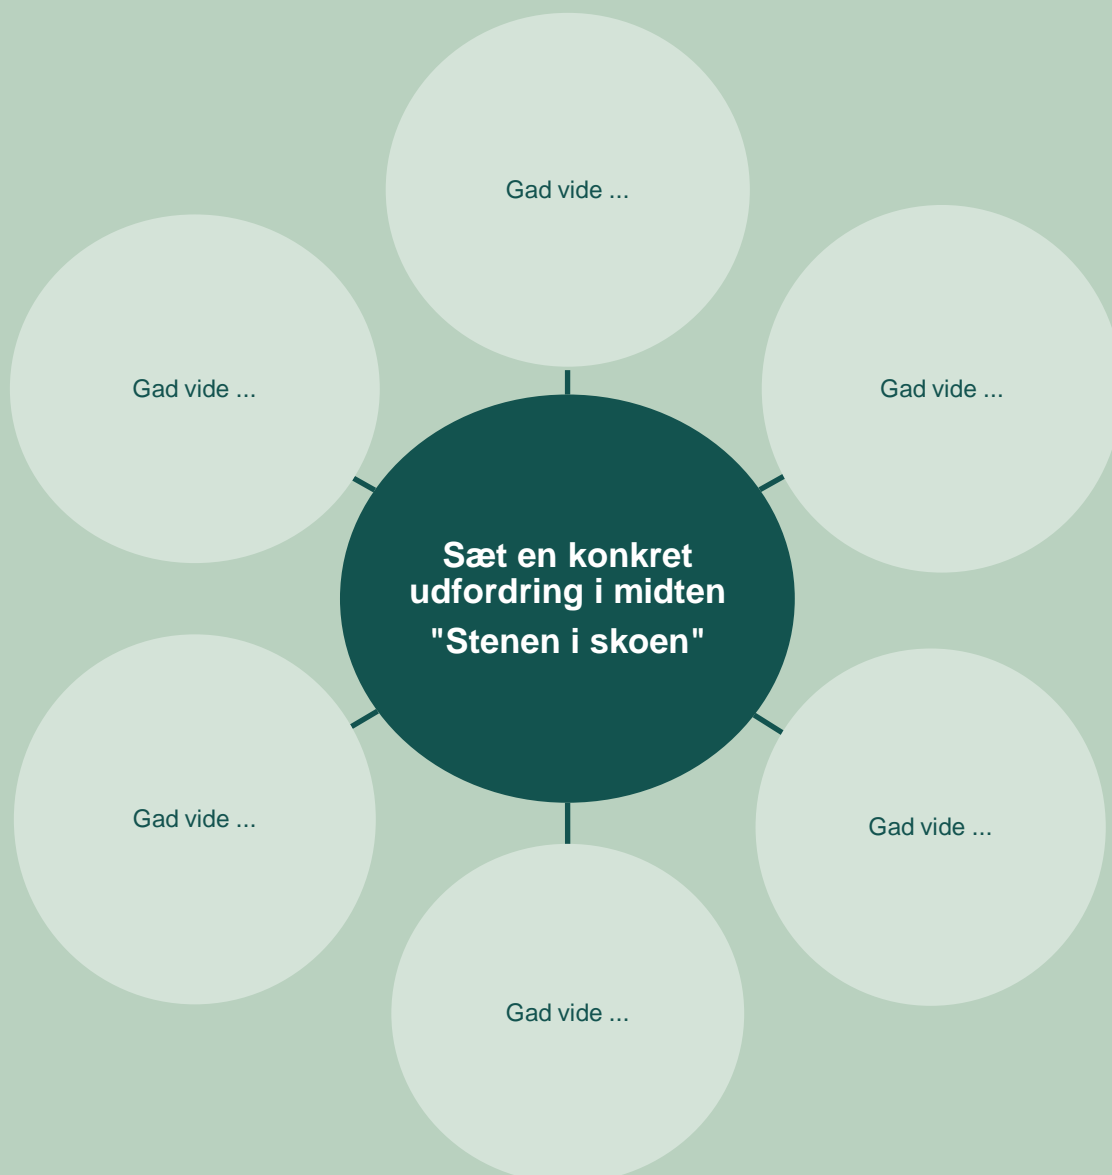 Gad vide ...
Gad vide ...
Gad vide ...
Sæt en konkret
udfordring i midten
"Stenen i skoen"
Gad vide ...
Gad vide ...
Gad vide ...